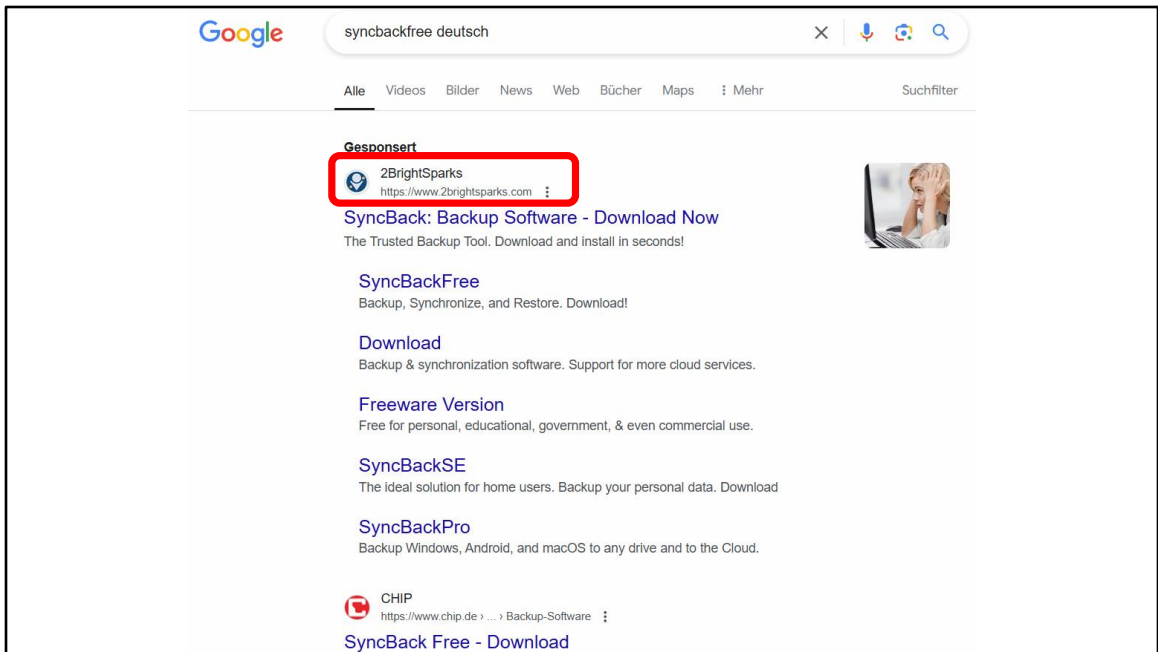 Google
syncbackfree deutsch
Alle Videos Bilder News Web Bücher Maps Mehr Suchfilter
Gesponsert
2BrightSparks
https://www.2brightsparks.com
SyncBack: Backup Software - Download Now
The Trusted Backup Tool. Download and install in seconds!
SyncBackFree
Backup, Synchronize, and Restore. Download!
Download
Backup & synchronization software. Support for more cloud services.
Freeware Version
Free for personal, educational, government, & even commercial use.
SyncBackSE
The ideal solution for home users. Backup your personal data. Download
SyncBackPro
Backup Windows, Android, and macOS to any drive and to the Cloud.
CHIP
https://www.chip.de › ... › Backup-Software
SyncBack Free - Download